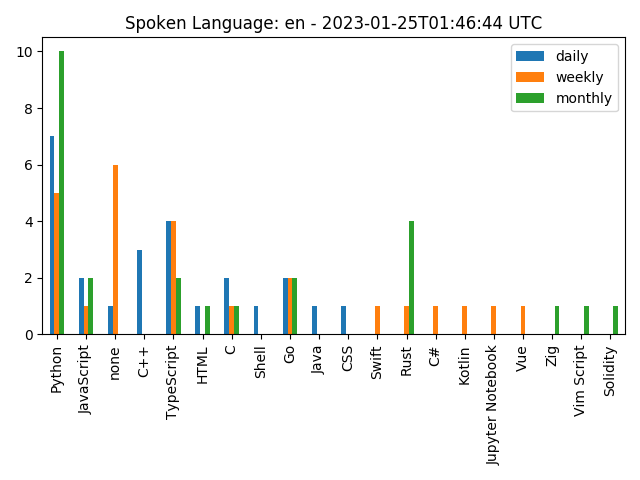 Spoken Language: en - 2023-01-25T01:46:44 UTC
daily
weekly
monthly
10
8
6
4
2
0
Python
JavaScript
none
C++
TypeScript
HTML
C
Shell
Go
Java
CSS
Swift
Rust
C#
Kotlin
Jupyter Notebook
Vue
Zig
Vim Script
Solidity